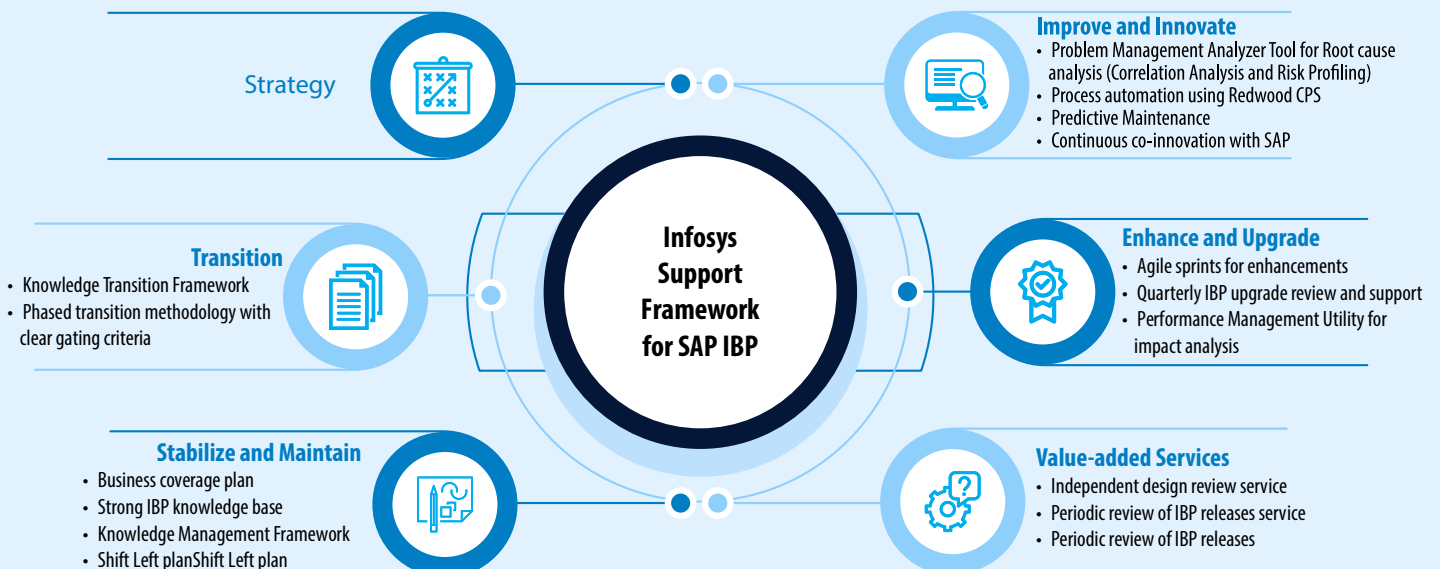 Strategy
Transition
• Knowledge Transition Framework
• Phased transition methodology with
clear gating criteria
Stabilize and Maintain
• Business coverage plan
• Strong IBP knowledge base
• Knowledge Management Framework
• Shift Left planShift Left plan
Infosys
Support
Framework
for SAP IBP
Improve and Innovate
• Problem Management Analyzer Tool for Root cause
analysis (Correlation Analysis and Risk Profiling)
• Process automation using Redwood CPS
• Predictive Maintenance
• Continuous co-innovation with SAP
Enhance and Upgrade
• Agile sprints for enhancements
• Quarterly IBP upgrade review and support
• Performance Management Utility for
impact analysis
Value-added Services
• Independent design review service
• Periodic review of IBP releases service
• Periodic review of IBP releases